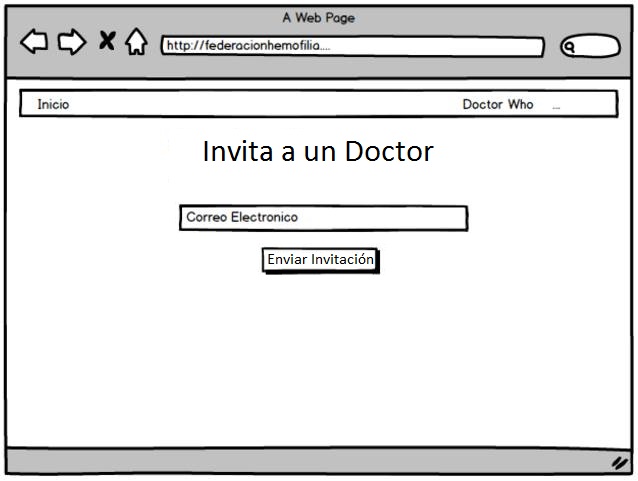 A Web Page
http://federacionhemofilia....
Inicio
Doctor Who ...
Invita a un Doctor
Correo Electronico
Enviar Invitación